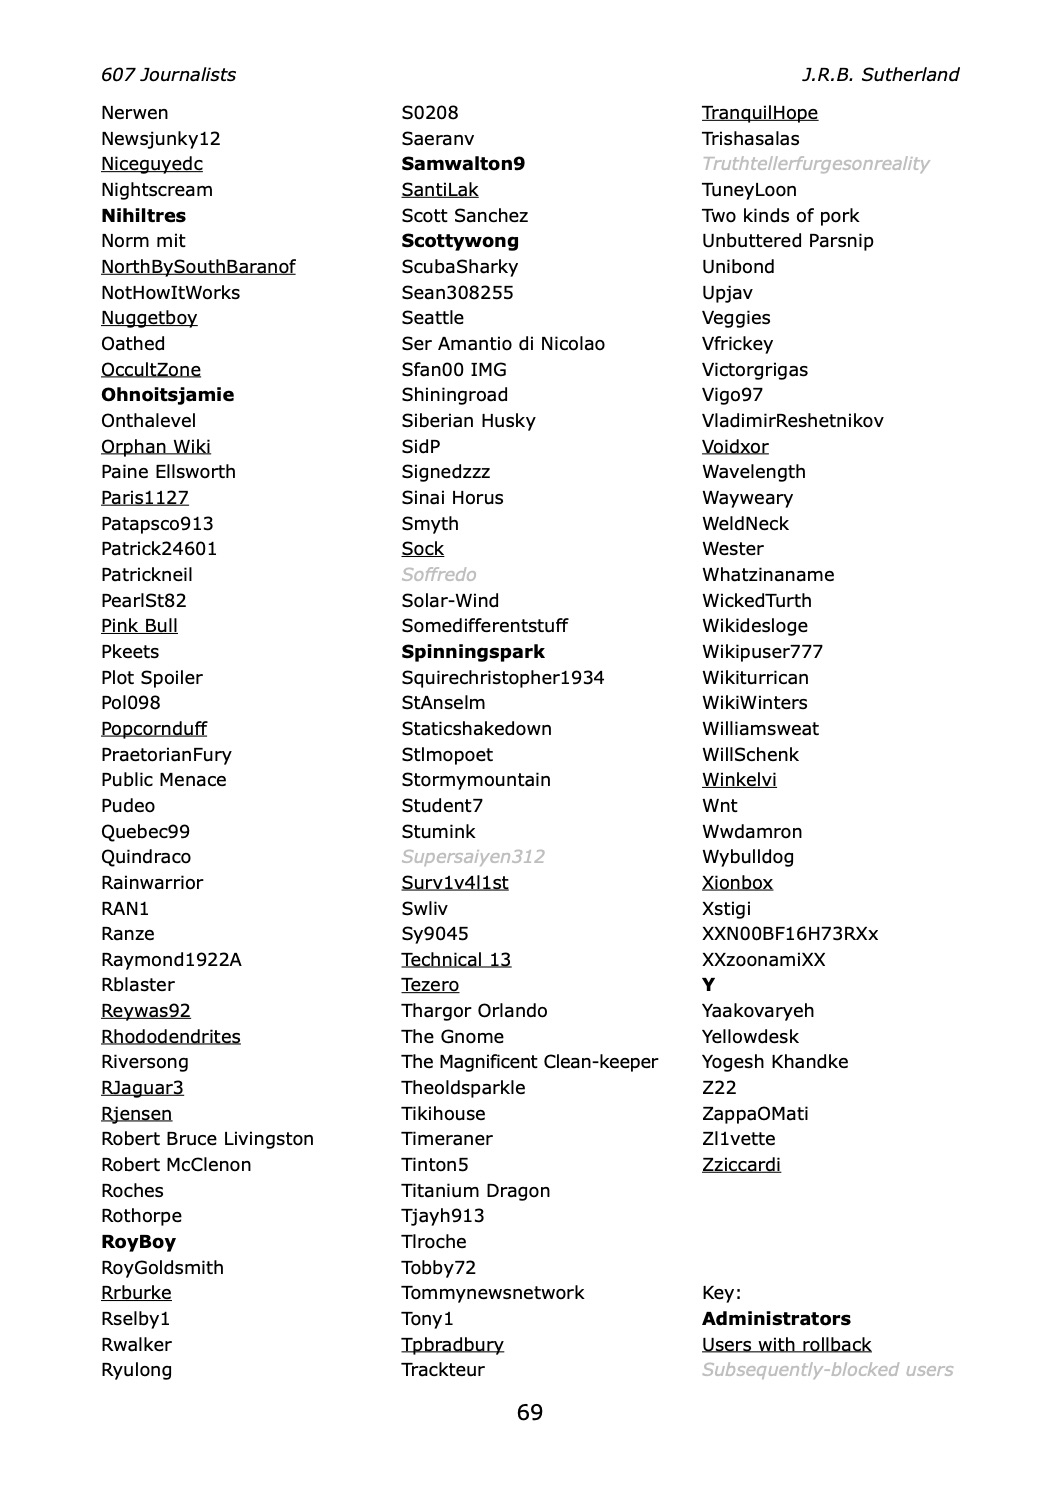 607 Journalists
J.R.B. Sutherland
Nerwen
Newsjunky12
Niceguyedc
Nightscream
Nihiltres
Norm mit
NorthBySouthBaranof
NotHowItWorks
Nuggetboy
Oathed
OccultZone
Ohnoitsjamie
Onthalevel
Orphan Wiki
Paine Ellsworth
Paris1127
Patapsco913
Patrick24601
Patrickneil
PearlSt82
Pink Bull
Pkeets
Plot Spoiler
Pol098
Popcornduff
PraetorianFury
Public Menace
Pudeo
Quebec99
Quindraco
Rainwarrior
RAN1
Ranze
Raymond1922A
Rblaster
Reywas92
Rhododendrites
Riversong
RJaguar3
Rjensen
Robert Bruce Livingston
Robert McClenon
Roches
Rothorpe
RoyBoy
RoyGoldsmith
Rrburke
Rselby1
Rwalker
Ryulong
S0208
Saeranv
Samwalton9
SantiLak
Scott Sanchez
Scottywong
ScubaSharky
Sean308255
Seattle
Ser Amantio di Nicolao
Sfan00 IMG
Shiningroad
Siberian Husky
SidP
Signedzzz
Sinai Horus
Smyth
Sock
Soffredo
Solar-Wind
Somedifferentstuff
Spinningspark
Squirechristopher1934
StAnselm
Staticshakedown
Stlmopoet
Stormymountain
Student7
Stumink
Supersaiyen312
Surv1v4l1st
Swliv
Sy9045
Technical 13
Tezero
Thargor Orlando
The Gnome
The Magnificent Clean-keeper
Theoldsparkle
Tikihouse
Timeraner
Tinton5
Titanium Dragon
Tjayh913
Tlroche
Tobby72
Tommynewsnetwork
Tony1
Tpbradbury
Trackteur
TranquilHope
Trishasalas
Truthtellerfurgesonreality
TuneyLoon
Two kinds of pork
Unbuttered Parsnip
Unibond
Upjav
Veggies
Vfrickey
Victorgrigas
Vigo97
VladimirReshetnikov
Voidxor
Wavelength
Wayweary
WeldNeck
Wester
Whatzinaname
WickedTurth
Wikidesloge
Wikipuser777
Wikiturrican
WikiWinters
Williamsweat
WillSchenk
Winkelvi
Wnt
Wwdamron
Wybulldog
Xionbox
Xstigi
XXN00BF16H73RXx
XXzoonamiXX
Y
Yaakovaryeh
Yellowdesk
Yogesh Khandke
Z22
ZappaOMati
Zl1vette
Zziccardi
Key:
Administrators
Users with rollback
Subsequently-blocked users
69